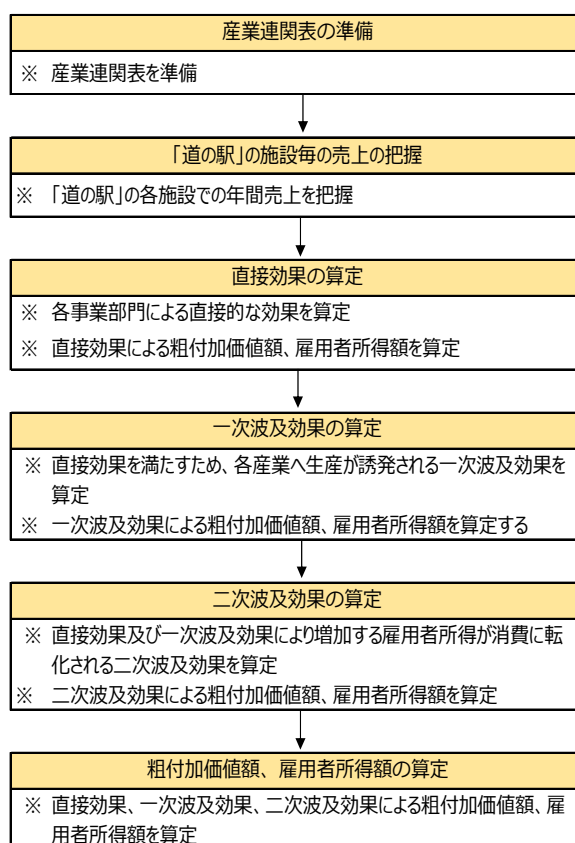 産業連関表の準備
※ 産業連関表を準備
「道の駅」の施設毎の売上の把握
※ 「道の駅」の各施設での年間売上を把握
直接効果の算定
※ 各事業部門による直接的な効果を算定
※ 直接効果による粗付加価値額、雇用者所得額を算定
一次波及効果の算定
※ 直接効果を満たすため、各産業へ生産が誘発される一次波及効果を
算定
※ 一次波及効果による粗付加価値額、雇用者所得額を算定する
二次波及効果の算定
※ 直接効果及び一次波及効果により増加する雇用者所得が消費に転
化される二次波及効果を算定
※ 二次波及効果による粗付加価値額、雇用者所得額を算定
粗付加価値額、雇用者所得額の算定
※ 直接効果、一次波及効果、二次波及効果による粗付加価値額、雇
用者所得額を算定